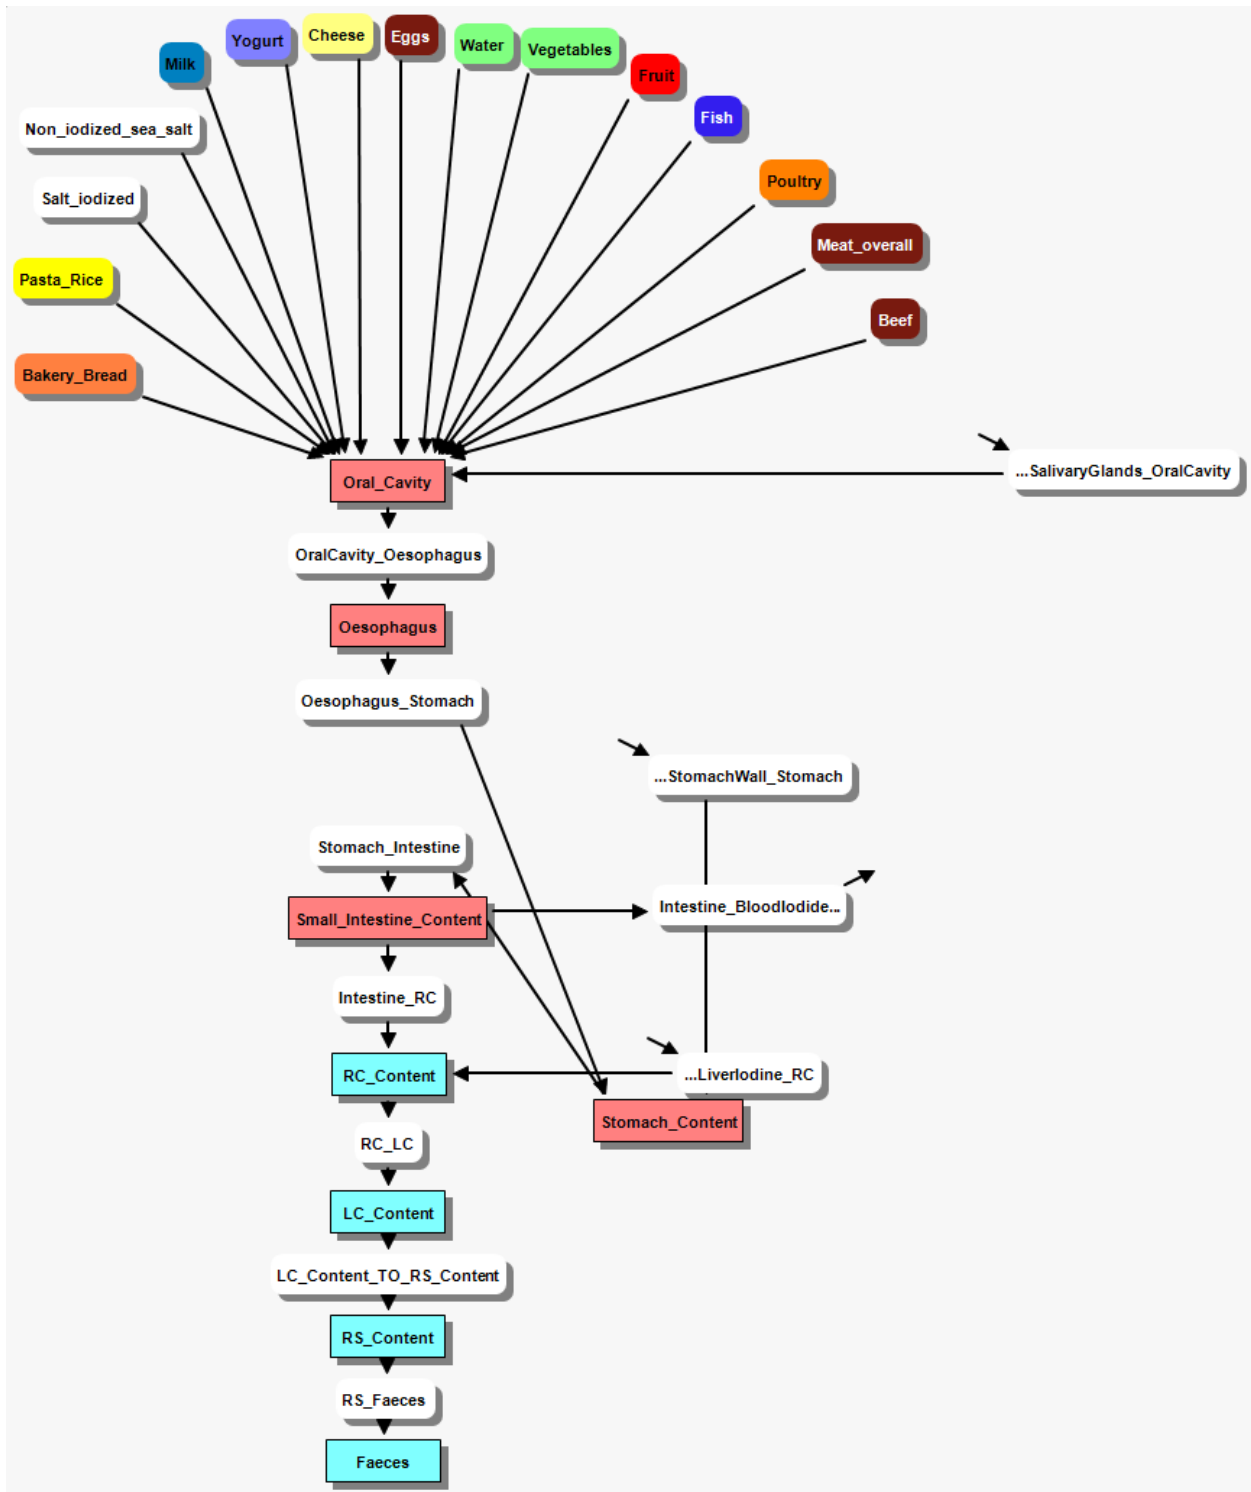 Yogurt
Cheese
Eggs
Water
Vegetables
Milk
Fruit
Fish
Non_iodized_sea_salt
Poultry
Salt_iodized
Meat_overall
Pasta_Rice
Beef
Bakery_Bread
Oral_Cavity
...SalivaryGlands_OralCavity
OralCavity_Oesophagus
Oesophagus
Oesophagus_Stomach
...StomachWall_Stomach
Stomach_Intestine
Small_Intestine_Content
Intestine_BloodIodide...
Intestine_RC
RC_Content
...LiverIodine_RC
Stomach_Content
RC_LC
LC_Content
LC_Content_TO_RS_Content
RS_Content
RS_Faeces
Faeces